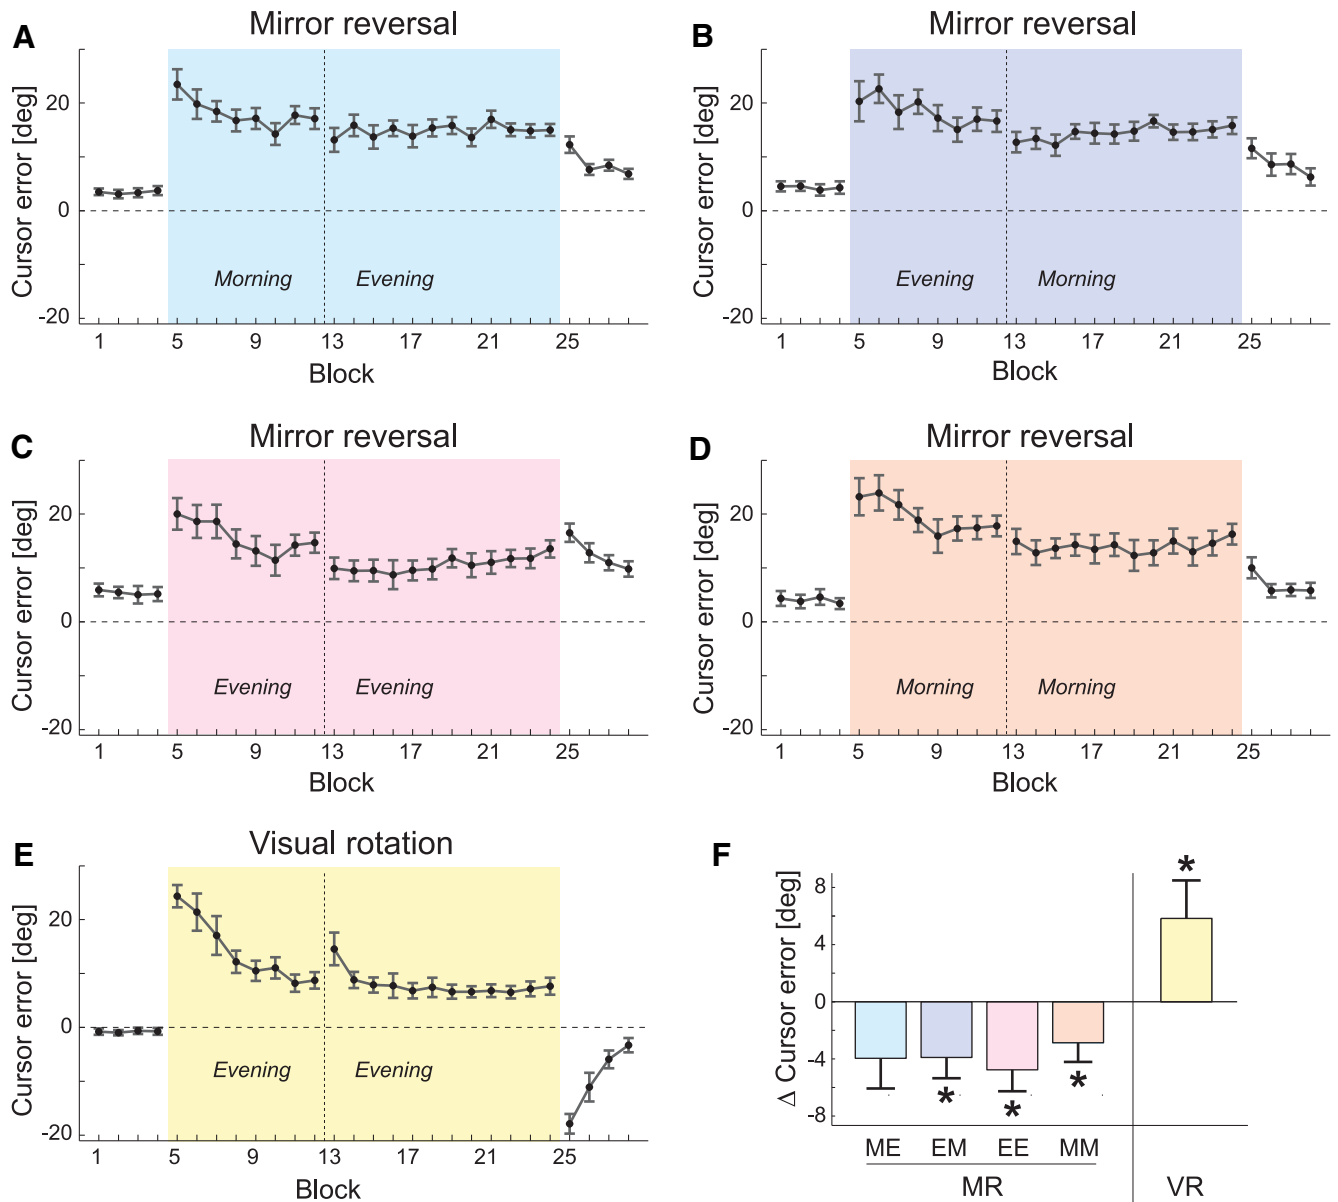 A
Mirror reversal
Cursor error [deg]
20
0
-20
Morning
Evening
1 5 9 13 17 21 25
Block
B
Mirror reversal
Cursor error [deg]
20
0
-20
Evening
Morning
1 5 9 13 17 21 25
Block
C
Mirror reversal
Cursor error [deg]
20
0
-20
Evening
Evening
1 5 9 13 17 21 25
Block
D
Mirror reversal
Cursor error [deg]
20
0
-20
Morning
Morning
1 5 9 13 17 21 25
Block
E
Visual rotation
Cursor error [deg]
20
0
-20
Evening
Evening
1 5 9 13 17 21 25
Block
F
Δ Cursor error [deg]
8
4
0
-4
-8
*
* * *
ME EM EE MM
MR VR